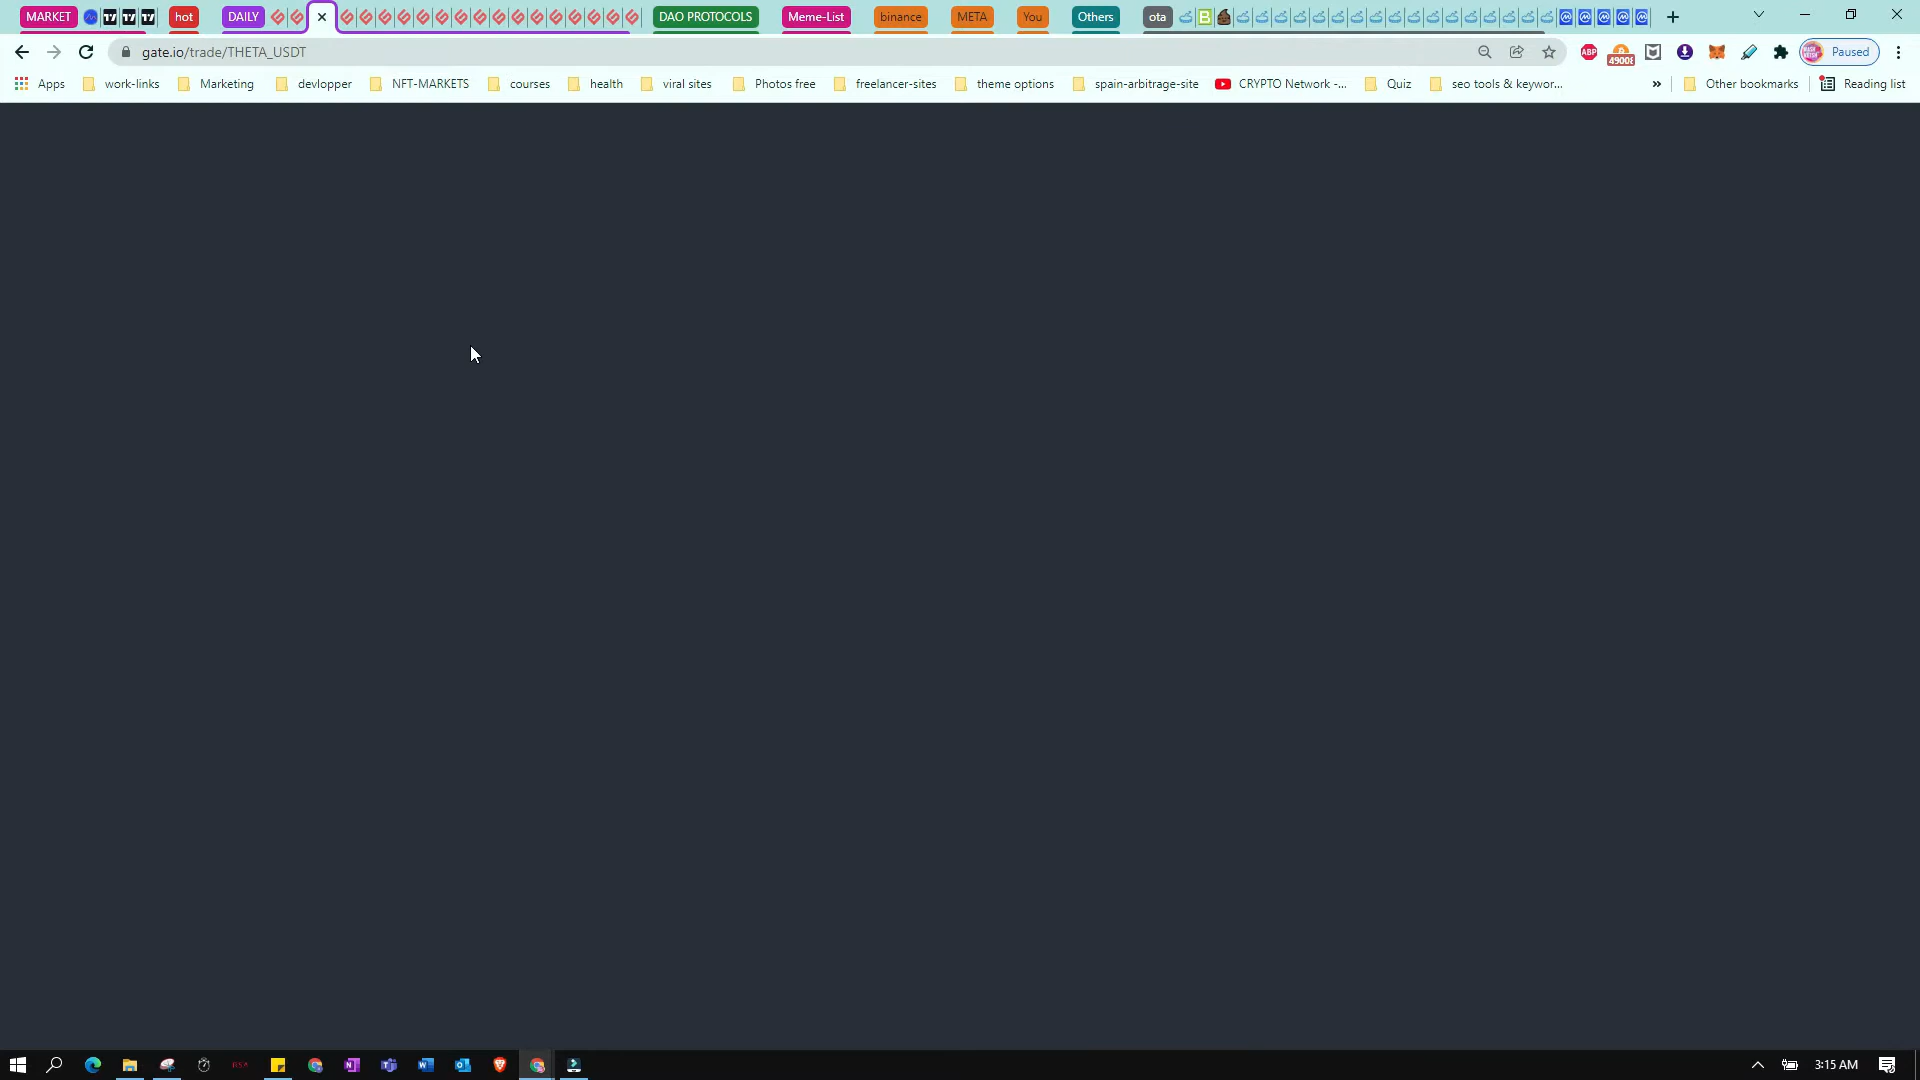 MARKET hot DAILY DAO PROTOCOLS Meme-List binance META You Others ota
gate.io/trade/THETA_USDT ABP Paused
Apps work-links Marketing devlopper NFT-MARKETS courses health viral sites Photos free freelancer-sites theme options spain-arbitrage-site CRYPTO Network -... Quiz seo tools & keywor... » Other bookmarks Reading list
3:15 AM